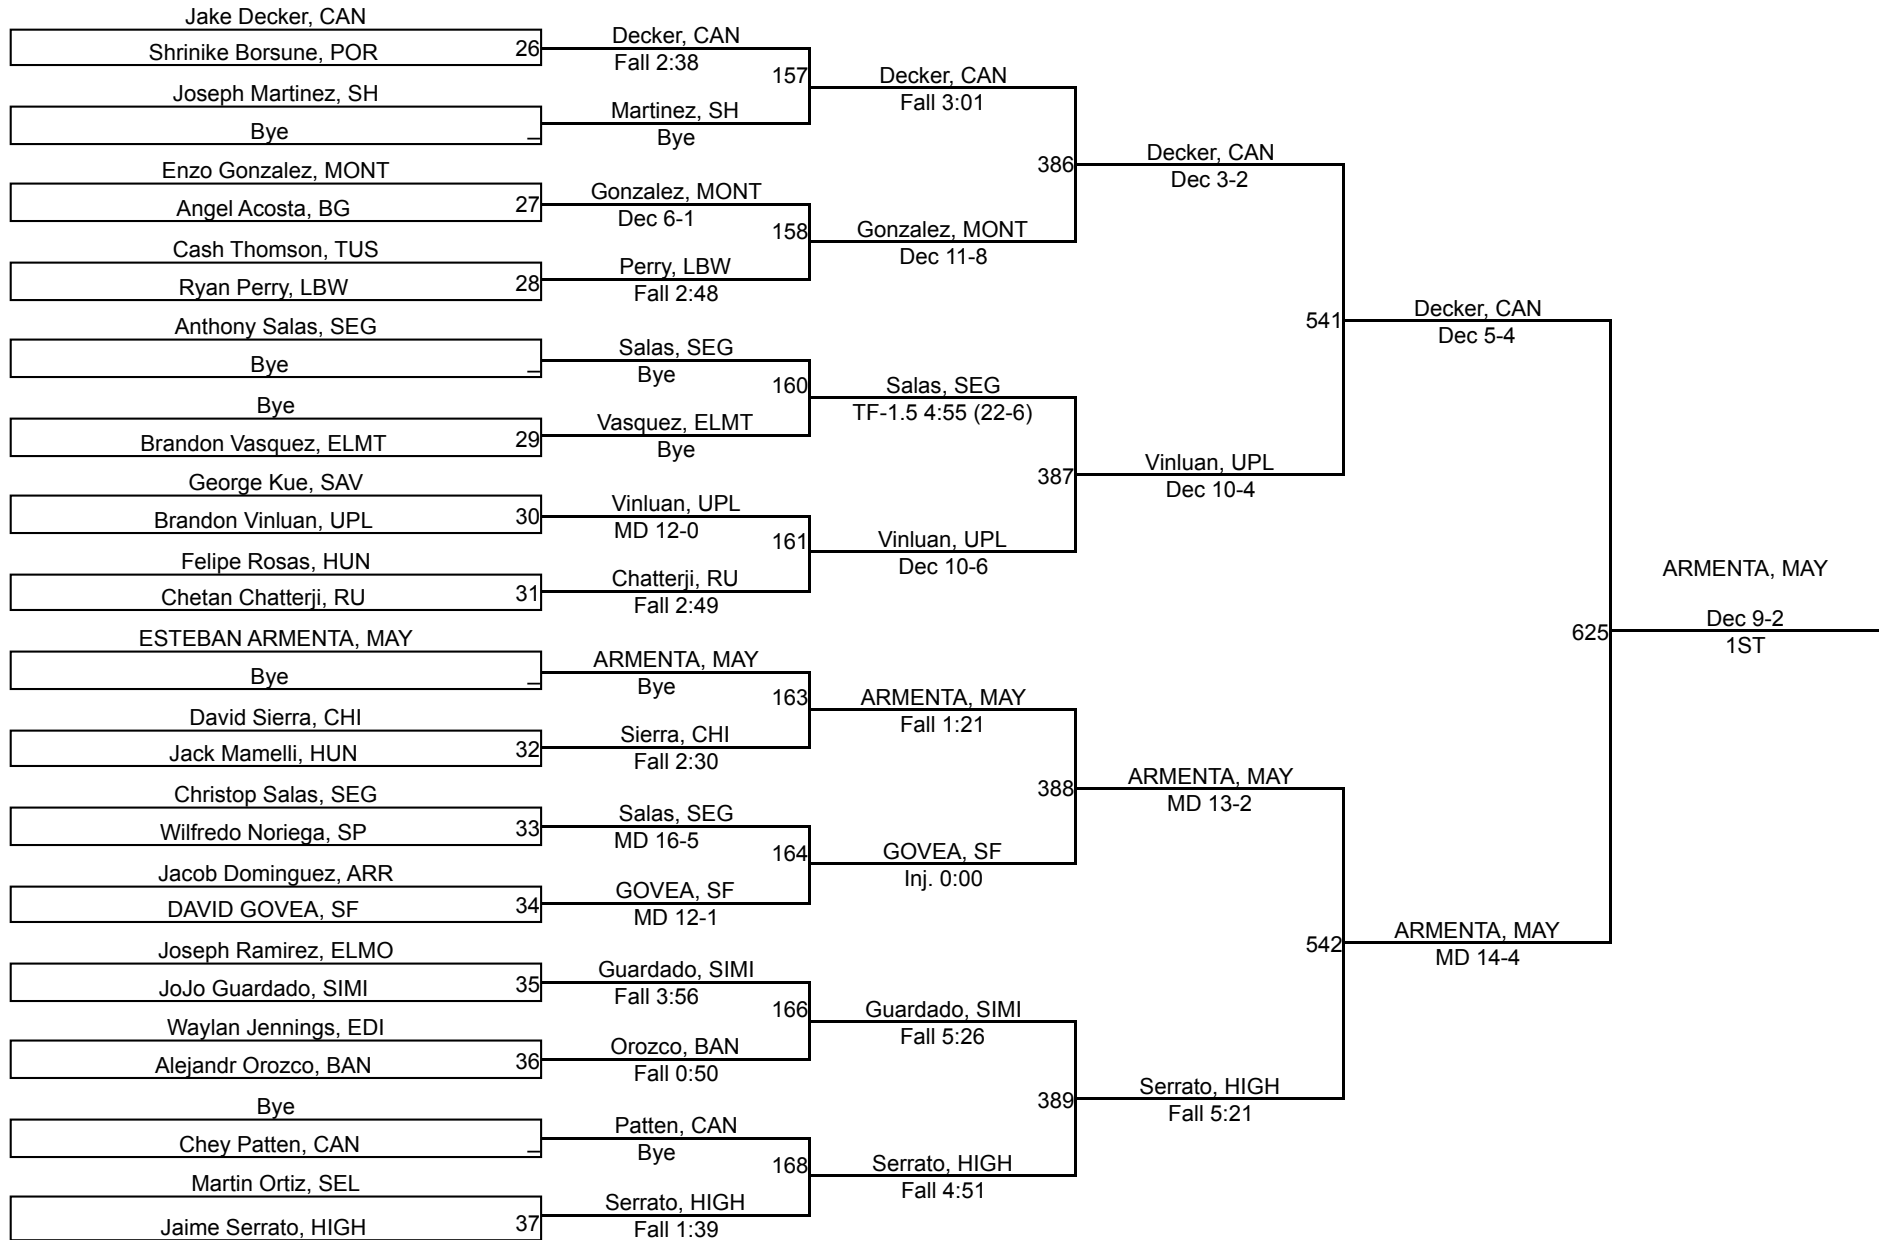 Jake Decker, CAN
Shrinike Borsune, POR
26
Joseph Martinez, SH
Bye
_
Enzo Gonzalez, MONT
Angel Acosta, BG
27
Cash Thomson, TUS
Ryan Perry, LBW
28
Anthony Salas, SEG
Bye
_
Bye
Brandon Vasquez, ELMT
29
George Kue, SAV
Brandon Vinluan, UPL
30
Felipe Rosas, HUN
Chetan Chatterji, RU
31
ESTEBAN ARMENTA, MAY
Bye
_
David Sierra, CHI
Jack Mamelli, HUN
32
Christop Salas, SEG
Wilfredo Noriega, SP
33
Jacob Dominguez, ARR
DAVID GOVEA, SF
34
Joseph Ramirez, ELMO
JoJo Guardado, SIMI
35
Waylan Jennings, EDI
Alejandr Orozco, BAN
36
Bye
Chey Patten, CAN
_
Martin Ortiz, SEL
Jaime Serrato, HIGH
37
Decker, CAN
Fall 2:38
157
Martinez, SH
Bye
Gonzalez, MONT
Dec 6-1
158
Perry, LBW
Fall 2:48
Salas, SEG
Bye
160
Vasquez, ELMT
Bye
Vinluan, UPL
MD 12-0
161
Chatterji, RU
Fall 2:49
ARMENTA, MAY
Bye
163
Sierra, CHI
Fall 2:30
Salas, SEG
MD 16-5
164
GOVEA, SF
MD 12-1
Guardado, SIMI
Fall 3:56
166
Orozco, BAN
Fall 0:50
Patten, CAN
Bye
168
Serrato, HIGH
Fall 1:39
Decker, CAN
Fall 3:01
386
Gonzalez, MONT
Dec 11-8
Salas, SEG
TF-1.5 4:55 (22-6)
387
Vinluan, UPL
Dec 10-6
ARMENTA, MAY
Fall 1:21
388
GOVEA, SF
Inj. 0:00
Guardado, SIMI
Fall 5:26
389
Serrato, HIGH
Fall 4:51
Decker, CAN
Dec 3-2
541
Vinluan, UPL
Dec 10-4
ARMENTA, MAY
MD 13-2
542
Serrato, HIGH
Fall 5:21
Decker, CAN
Dec 5-4
625
ARMENTA, MAY
MD 14-4
ARMENTA, MAY
Dec 9-2
1ST